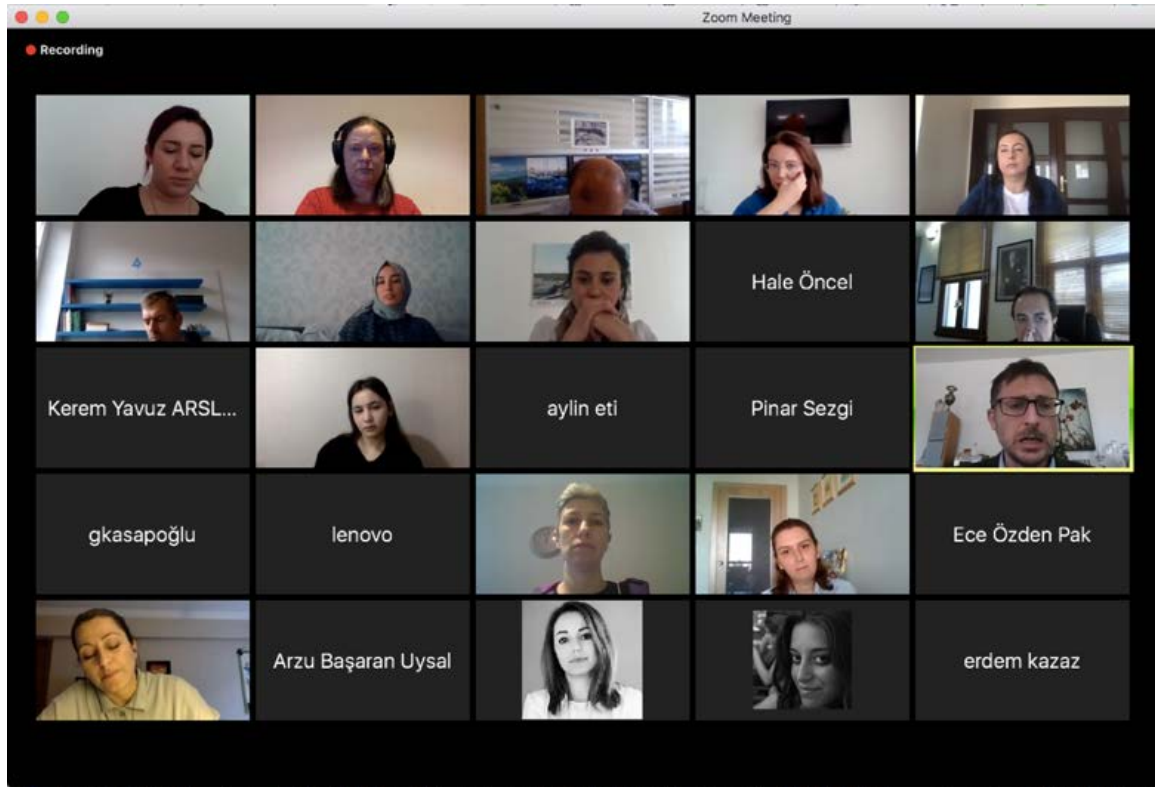 Zoom Meeting
Recording
Hale Öncel
Kerem Yavuz ARSL...
aylin eti
Pinar Sezgi
gkasapoğlu
lenovo
Ece Özden Pak
Arzu Başaran Uysal
erdem kazaz